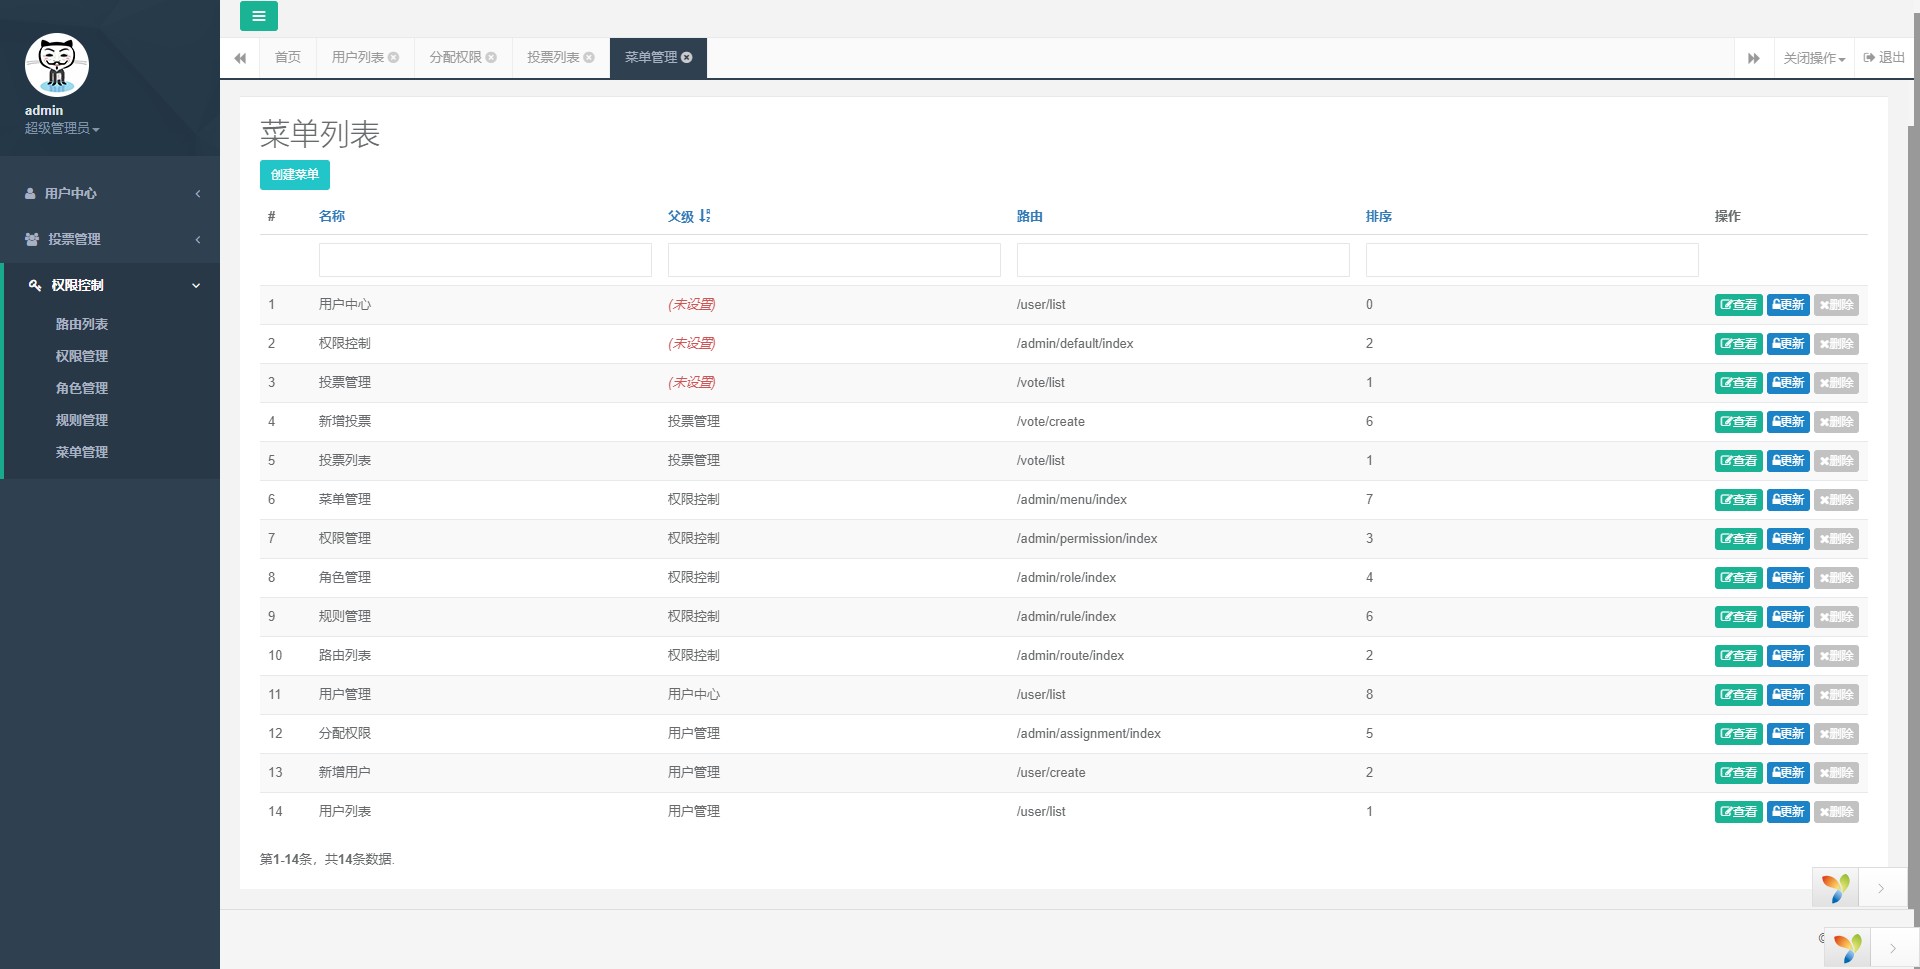 首页 用户列表 分配权限 投票列表 菜单管理 关闭操作 退出
admin
超级管理员
用户中心
投票管理
权限控制
路由列表
权限管理
角色管理
规则管理
菜单管理
菜单列表
创建菜单
# 名称 父级 路由 排序 操作
1 用户中心 (未设置) /user/list 0 查看 更新 删除
2 权限控制 (未设置) /admin/default/index 2 查看 更新 删除
3 投票管理 (未设置) /vote/list 1 查看 更新 删除
4 新增投票 投票管理 /vote/create 6 查看 更新 删除
5 投票列表 投票管理 /vote/list 1 查看 更新 删除
6 菜单管理 权限控制 /admin/menu/index 7 查看 更新 删除
7 权限管理 权限控制 /admin/permission/index 3 查看 更新 删除
8 角色管理 权限控制 /admin/role/index 4 查看 更新 删除
9 规则管理 权限控制 /admin/rule/index 6 查看 更新 删除
10 路由列表 权限控制 /admin/route/index 2 查看 更新 删除
11 用户管理 用户中心 /user/list 8 查看 更新 删除
12 分配权限 用户管理 /admin/assignment/index 5 查看 更新 删除
13 新增用户 用户管理 /user/create 2 查看 更新 删除
14 用户列表 用户管理 /user/list 1 查看 更新 删除
第1-14条，共14条数据.